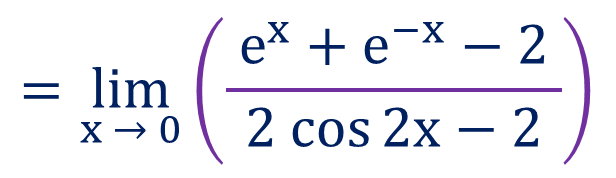 = lim x → 0 ( (eˣ + e⁻ˣ − 2) / (2 cos 2x − 2) )